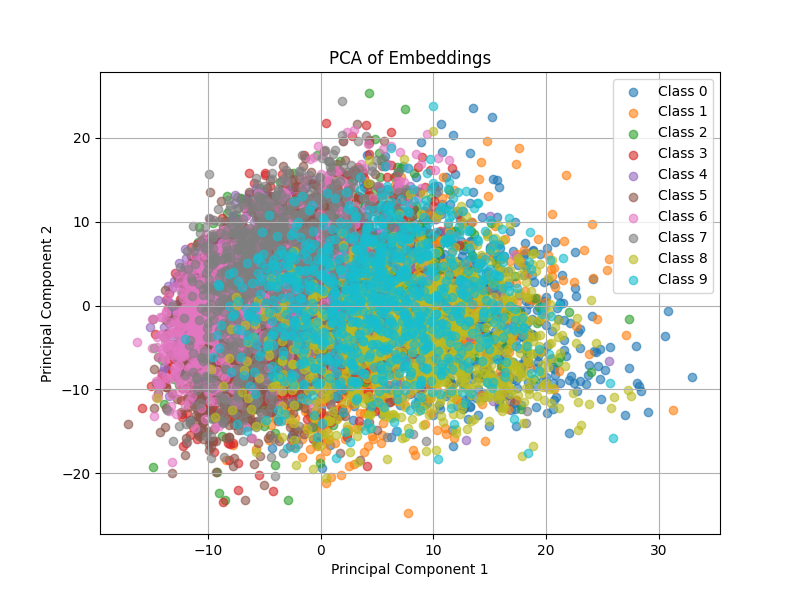 PCA of Embeddings
Class 0
Class 1
Class 2
Class 3
Class 4
Class 5
Class 6
Class 7
Class 8
Class 9
20
10
0
−10
−20
Principal Component 2
−10 0 10 20 30
Principal Component 1